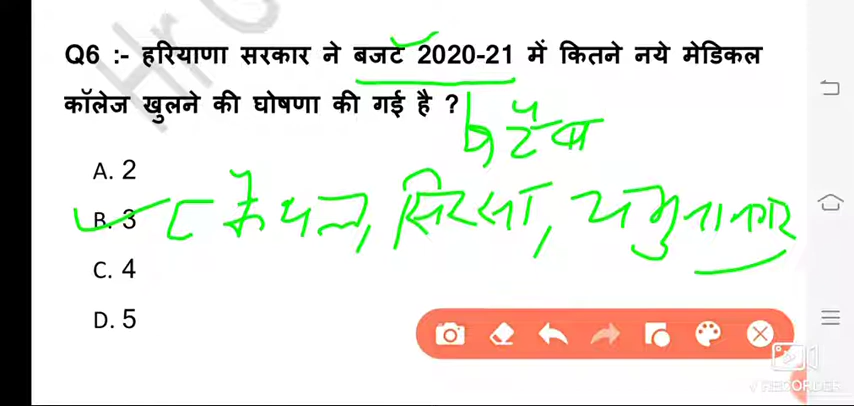 Q6 :- हरियाणा सरकार ने बजट 2020-21 में कितने नये मेडिकल
कॉलेज खुलने की घोषणा की गई है ?
A. 2
B. 3
[ कैथल, सिरसा, यमुनानगर
C. 4
D. 5
RECORDER